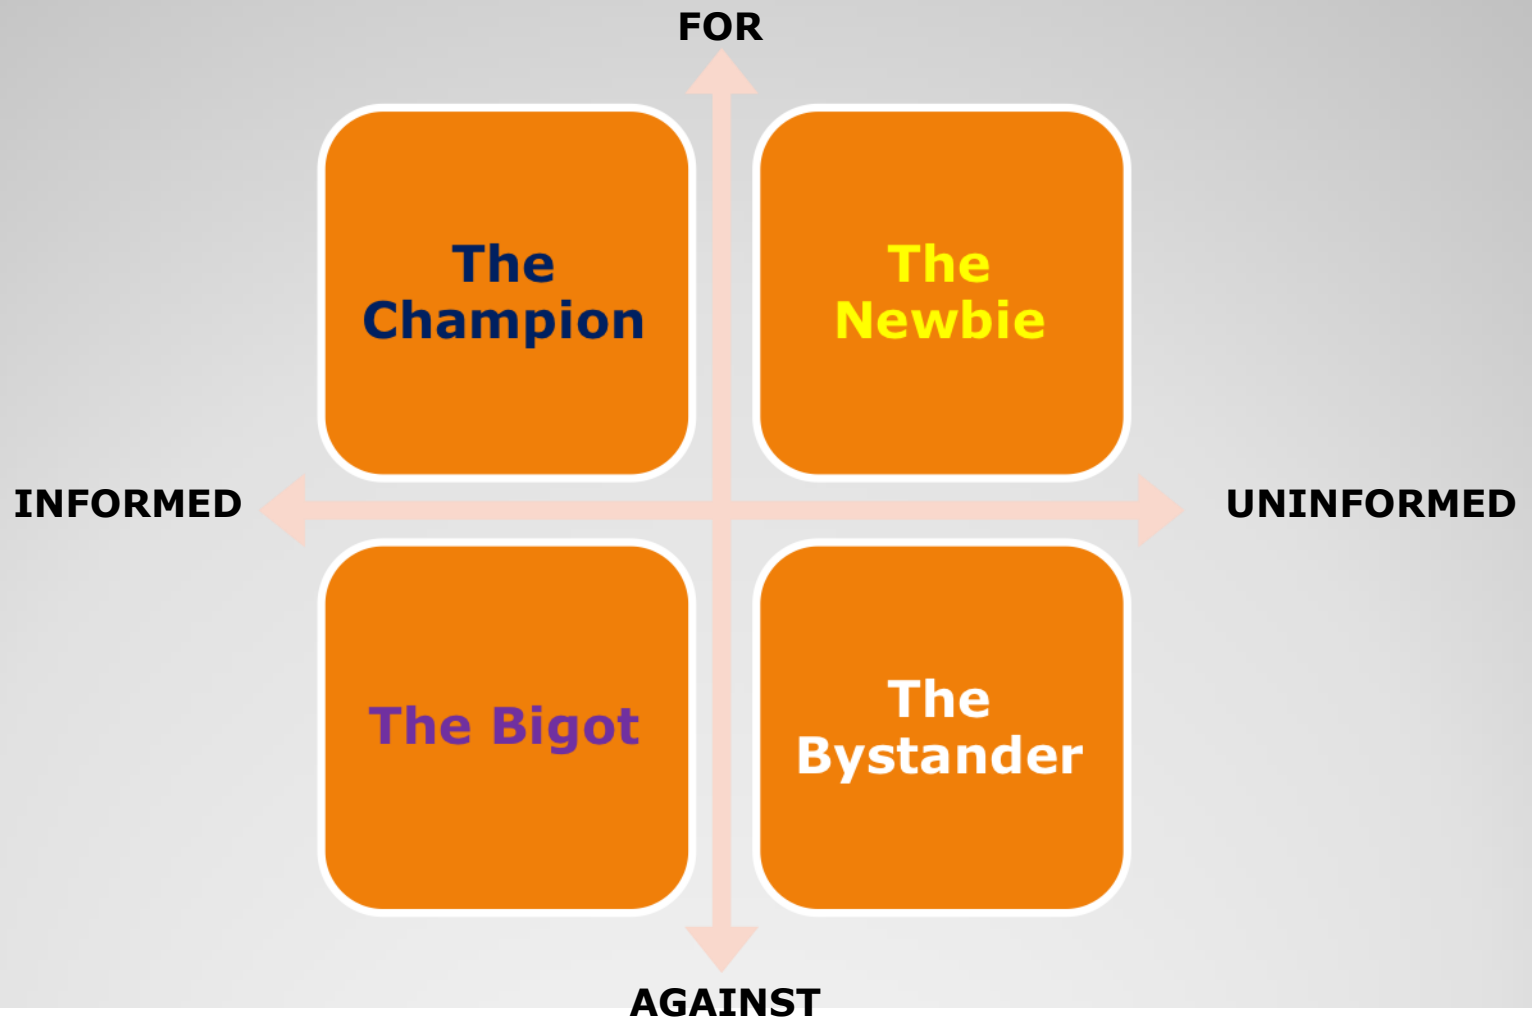 FOR
The
Champion
The
Newbie
INFORMED
UNINFORMED
The Bigot
The
Bystander
AGAINST